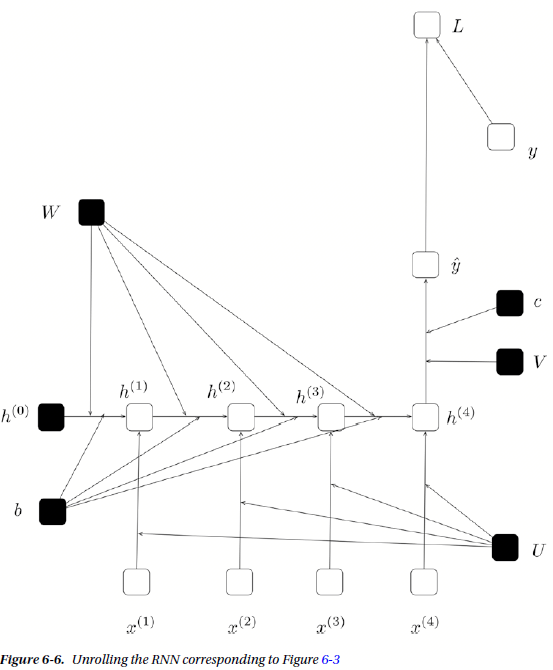 L
y
W
ŷ
c
V
h^{(0)}
h^{(1)}
h^{(2)}
h^{(3)}
h^{(4)}
b
U
x^{(1)}
x^{(2)}
x^{(3)}
x^{(4)}
Figure 6-6. Unrolling the RNN corresponding to Figure 6-3